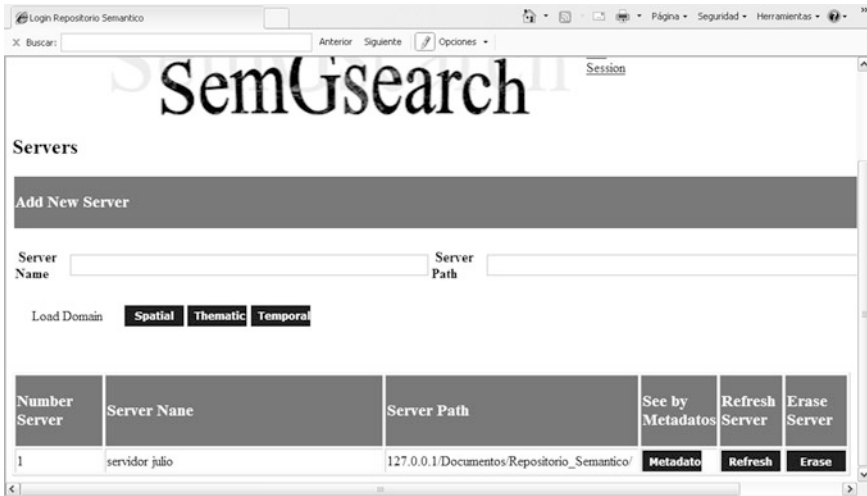 Login Repositorio Semantico
Página Seguridad Herramientas
X Buscar: Anterior Siguiente Opciones
SemGsearch
Session
Servers
Add New Server
Server Name Server Path
Load Domain Spatial Thematic Temporal
Number Server Server Nane Server Path See by Metadatos Refresh Server Erase Server
1 servidor julio 127.0.0.1/Documentos/Repositorio_Semantico/ Metadato Refresh Erase